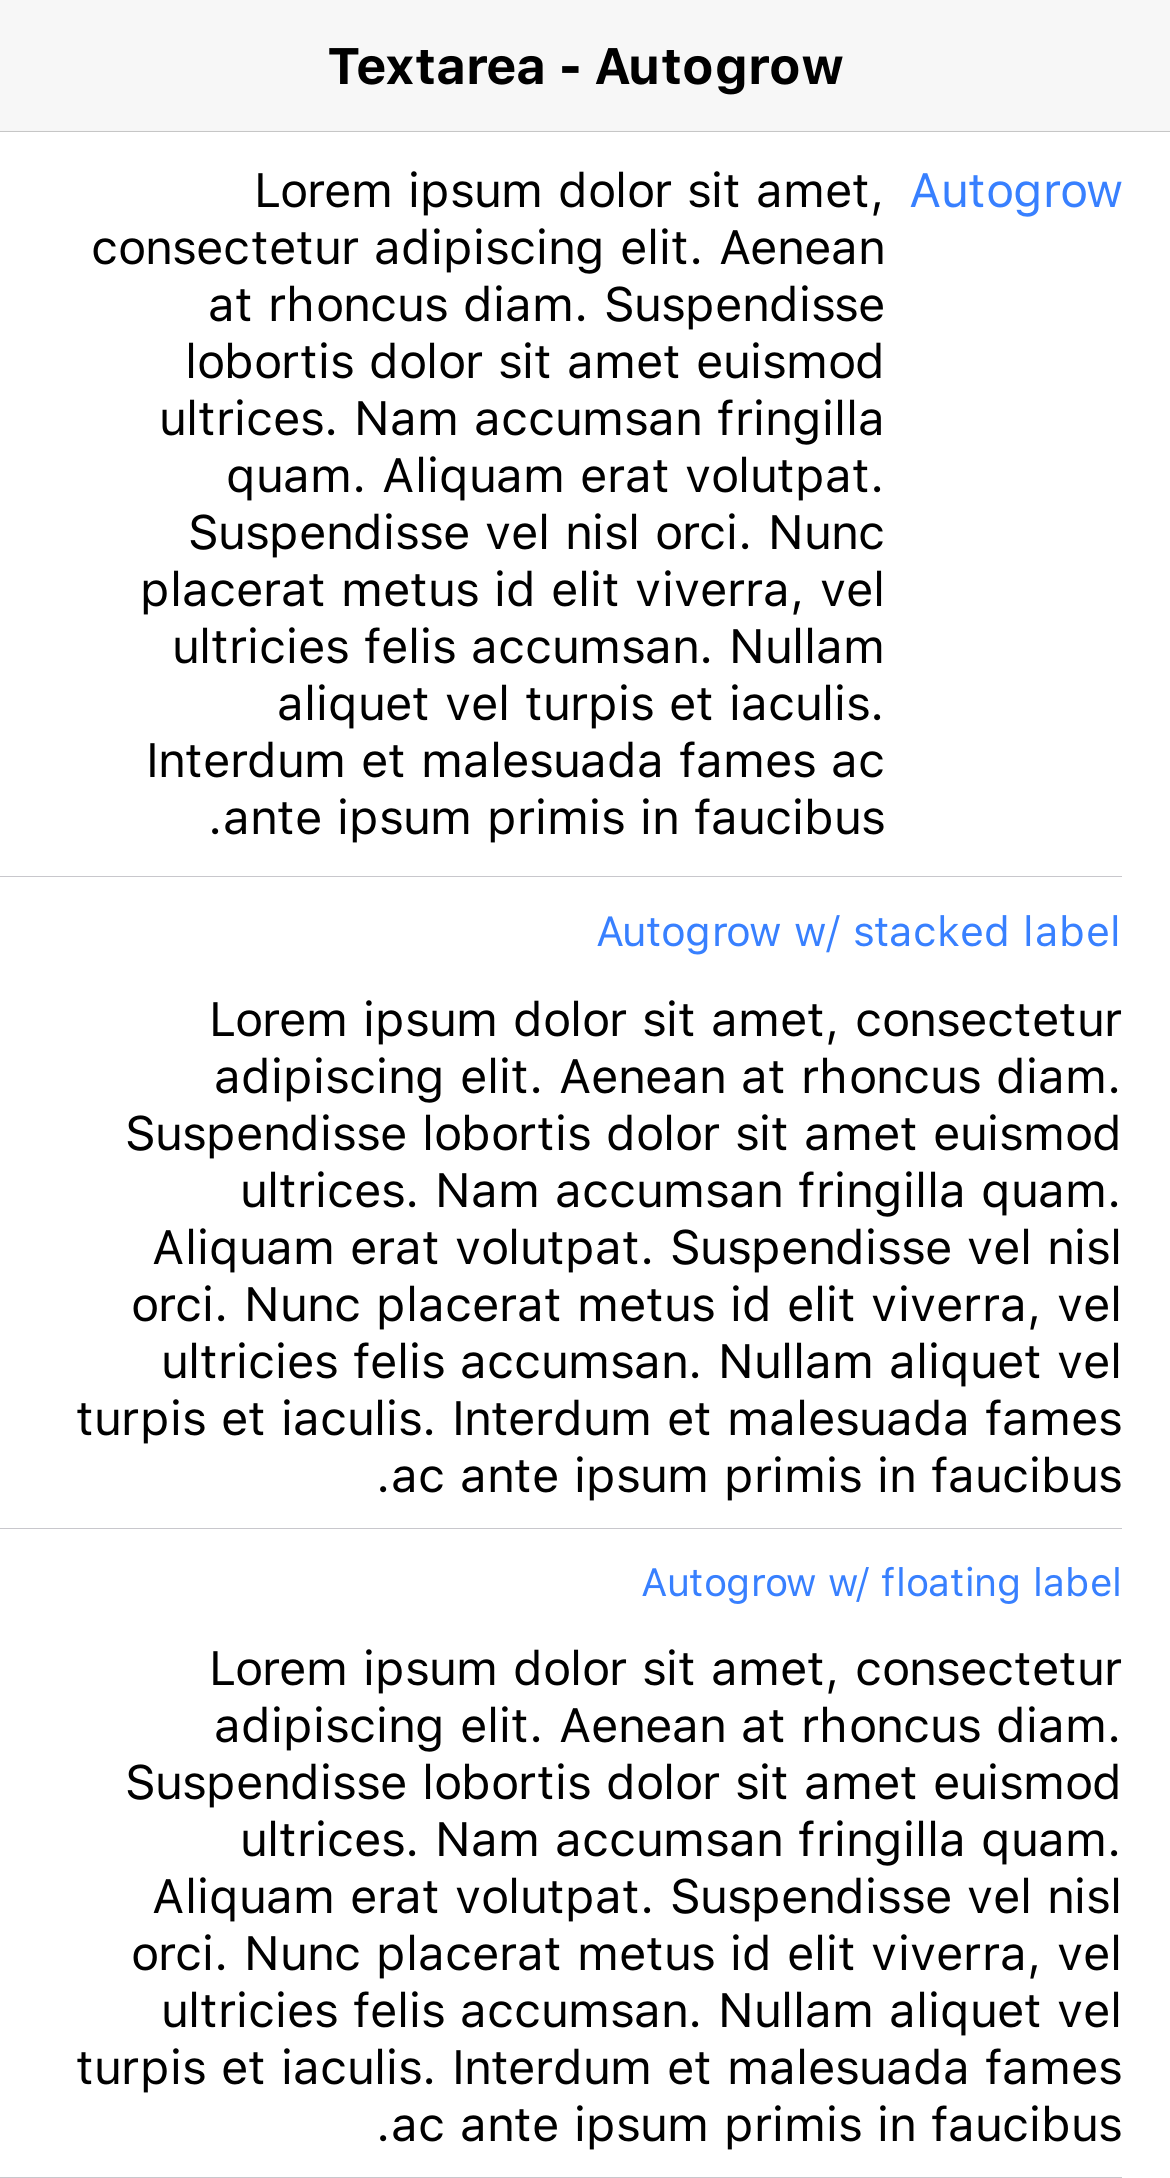 Textarea - Autogrow
Autogrow
Lorem ipsum dolor sit amet,
consectetur adipiscing elit. Aenean
at rhoncus diam. Suspendisse
lobortis dolor sit amet euismod
ultrices. Nam accumsan fringilla
quam. Aliquam erat volutpat.
Suspendisse vel nisl orci. Nunc
placerat metus id elit viverra, vel
ultricies felis accumsan. Nullam
aliquet vel turpis et iaculis.
Interdum et malesuada fames ac
.ante ipsum primis in faucibus
Autogrow w/ stacked label
Lorem ipsum dolor sit amet, consectetur
adipiscing elit. Aenean at rhoncus diam.
Suspendisse lobortis dolor sit amet euismod
ultrices. Nam accumsan fringilla quam.
Aliquam erat volutpat. Suspendisse vel nisl
orci. Nunc placerat metus id elit viverra, vel
ultricies felis accumsan. Nullam aliquet vel
turpis et iaculis. Interdum et malesuada fames
.ac ante ipsum primis in faucibus
Autogrow w/ floating label
Lorem ipsum dolor sit amet, consectetur
adipiscing elit. Aenean at rhoncus diam.
Suspendisse lobortis dolor sit amet euismod
ultrices. Nam accumsan fringilla quam.
Aliquam erat volutpat. Suspendisse vel nisl
orci. Nunc placerat metus id elit viverra, vel
ultricies felis accumsan. Nullam aliquet vel
turpis et iaculis. Interdum et malesuada fames
.ac ante ipsum primis in faucibus